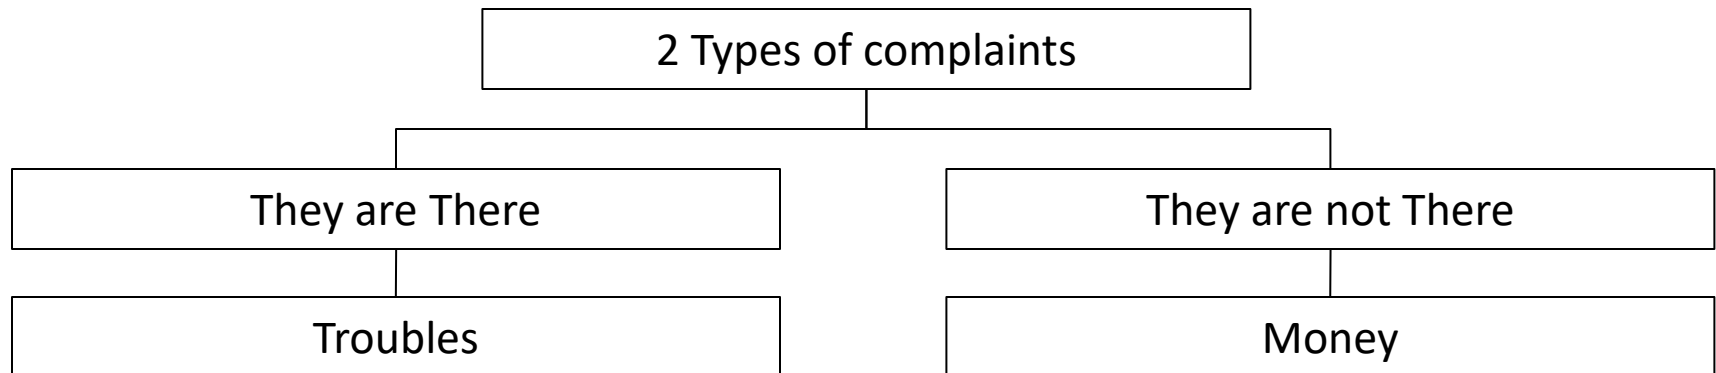 2 Types of complaints
They are There
They are not There
Troubles
Money